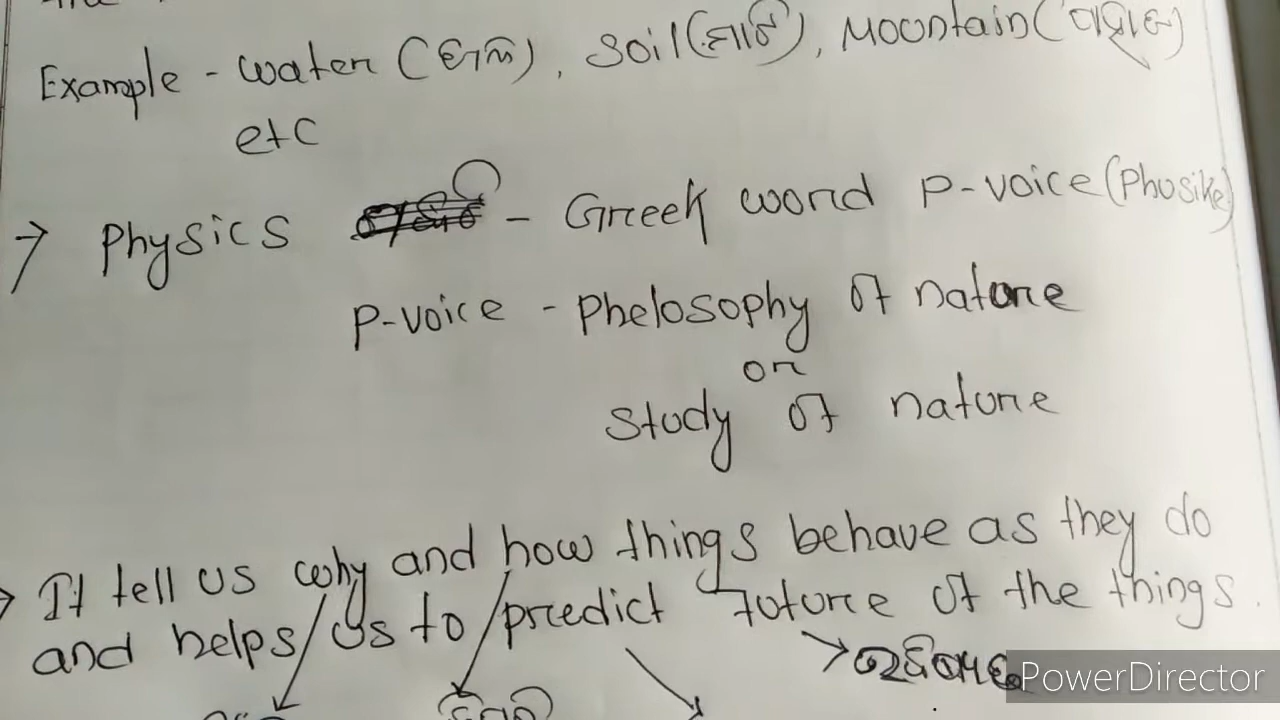 Example - water (ଜଳ), Soil (ମାଟି), Mountain (ପାହାଡ)
etc
→ Physics - Greek word P-voice (Phusike)
P-voice - Phelosophy of nature
or
Study of nature
→ It tell us why and how things behave as they do
and helps us to predict future of the things.
PowerDirector